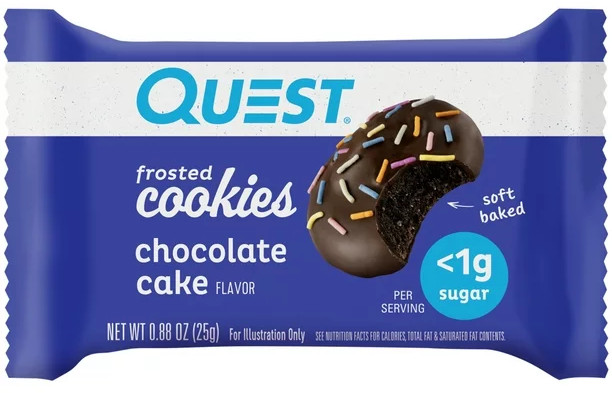 QUEST®
frosted
cookies
chocolate
cake FLAVOR
soft
baked
PER
SERVING
<1g
sugar
NET WT 0.88 OZ (25g) For Illustration Only SEE NUTRITION FACTS FOR CALORIES, TOTAL FAT & SATURATED FAT CONTENTS.